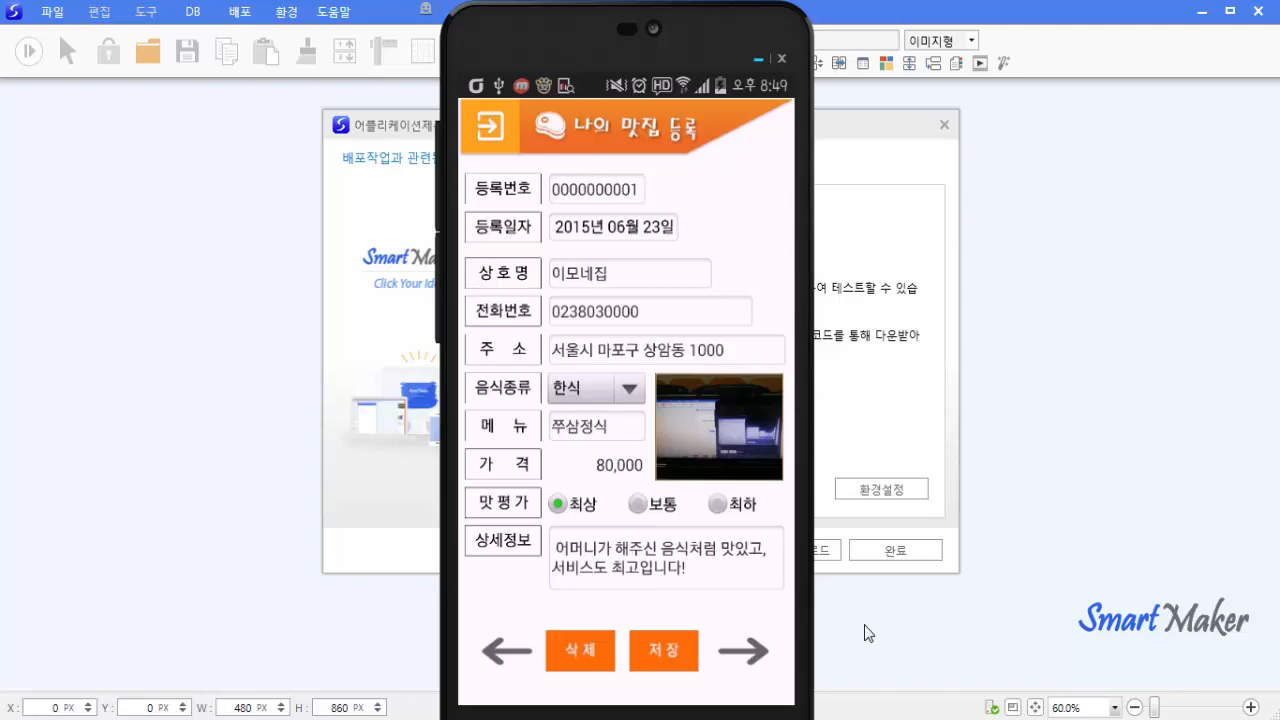 파일 편집 도구 DB 배포 환경 도움말
이미지형
오후 8:49
어플리케이션제
배포작업과 관련된
나의 맛집 등록
등록번호 0000000001
등록일자 2015년 06월 23일
Smart Ma
Click Your Ide
상 호 명 이모네집
여 테스트할 수 있습
전화번호 0238030000
코드를 통해 다운받아
주 소 서울시 마포구 상암동 1000
음식종류 한식
메 뉴 쭈삼정식
가 격 80,000
환경설정
맛 평 가 최상 보통 최하
상세정보 어머니가 해주신 음식처럼 맛있고,
서비스도 최고입니다!
로드 완료
Smart Maker
삭 제 저 장
X: 0 PX Y: 0 PX W: 480 PX H: 860 PX 60.0%